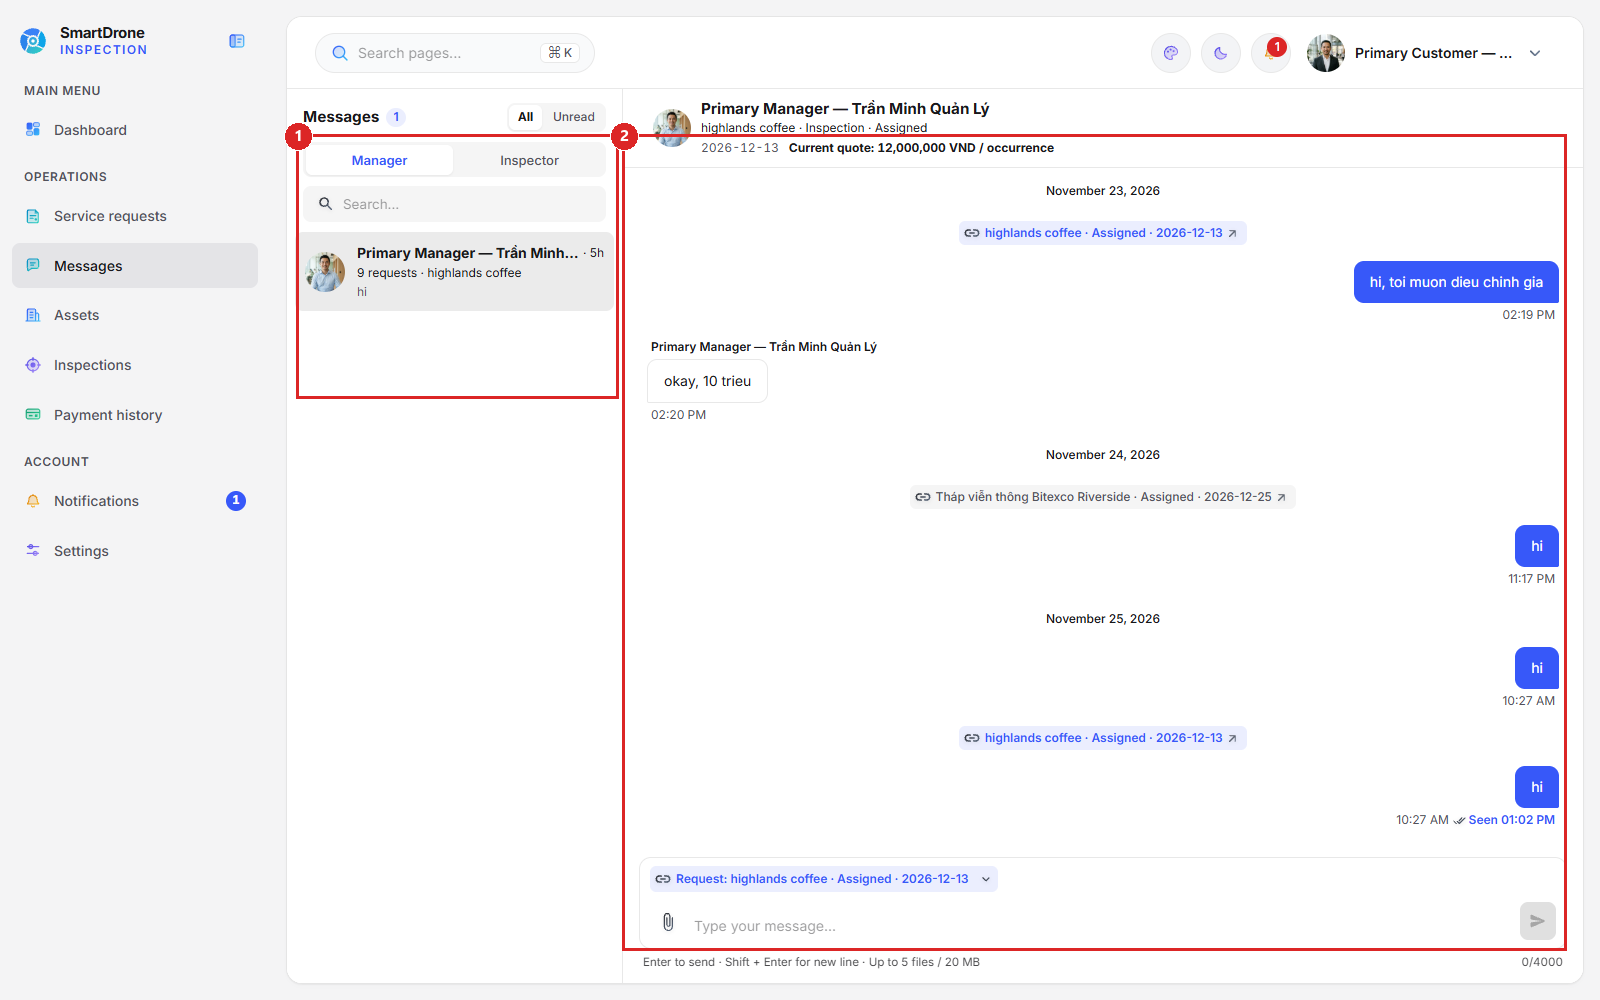 SmartDrone
INSPECTION
MAIN MENU
Dashboard
OPERATIONS
Service requests
Messages
Assets
Inspections
Payment history
ACCOUNT
Notifications 1
Settings
Search pages... ⌘ K
1
Primary Customer — ...
Messages 1
All Unread
1
Manager Inspector
Search...
Primary Manager — Trần Minh... · 5h
9 requests · highlands coffee
hi
2
Primary Manager — Trần Minh Quản Lý
highlands coffee · Inspection · Assigned
2026-12-13 Current quote: 12,000,000 VND / occurrence
November 23, 2026
highlands coffee · Assigned · 2026-12-13
hi, toi muon dieu chinh gia
02:19 PM
Primary Manager — Trần Minh Quản Lý
okay, 10 trieu
02:20 PM
November 24, 2026
Tháp viễn thông Bitexco Riverside · Assigned · 2026-12-25
hi
11:17 PM
November 25, 2026
hi
10:27 AM
highlands coffee · Assigned · 2026-12-13
hi
10:27 AM Seen 01:02 PM
Request: highlands coffee · Assigned · 2026-12-13
Type your message...
Enter to send · Shift + Enter for new line · Up to 5 files / 20 MB
0/4000